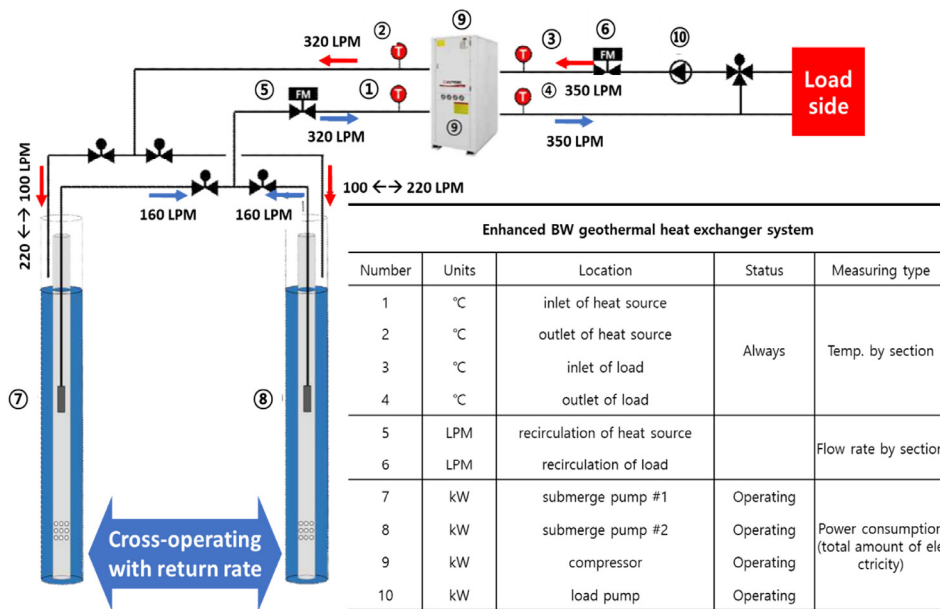 ② 320 LPM ⑨ ③ ⑥ ⑩
T T FM
Load
side
⑤ FM ① T T ④ 350 LPM
320 LPM ⑨ 350 LPM
220 ←→ 100 LPM
160 LPM 160 LPM 100 ←→ 220 LPM
⑦ ⑧
Cross-operating
with return rate
Enhanced BW geothermal heat exchanger system
Number Units Location Status Measuring type
1 ℃ inlet of heat source
2 ℃ outlet of heat source
Always Temp. by section
3 ℃ inlet of load
4 ℃ outlet of load
5 LPM recirculation of heat source
Flow rate by section
6 LPM recirculation of load
7 kW submerge pump #1 Operating
8 kW submerge pump #2 Operating
Power consumption
(total amount of ele
ctricity)
9 kW compressor Operating
10 kW load pump Operating